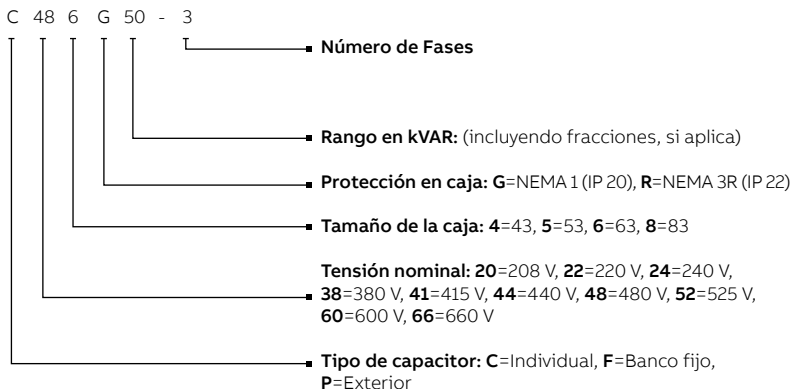 C 48 6 G 50 - 3
Número de Fases
Rango en kVAR: (incluyendo fracciones, si aplica)
Protección en caja: G=NEMA 1 (IP 20), R=NEMA 3R (IP 22)
Tamaño de la caja: 4=43, 5=53, 6=63, 8=83
Tensión nominal: 20=208 V, 22=220 V, 24=240 V,
38=380 V, 41=415 V, 44=440 V, 48=480 V, 52=525 V,
60=600 V, 66=660 V
Tipo de capacitor: C=Individual, F=Banco fijo,
P=Exterior